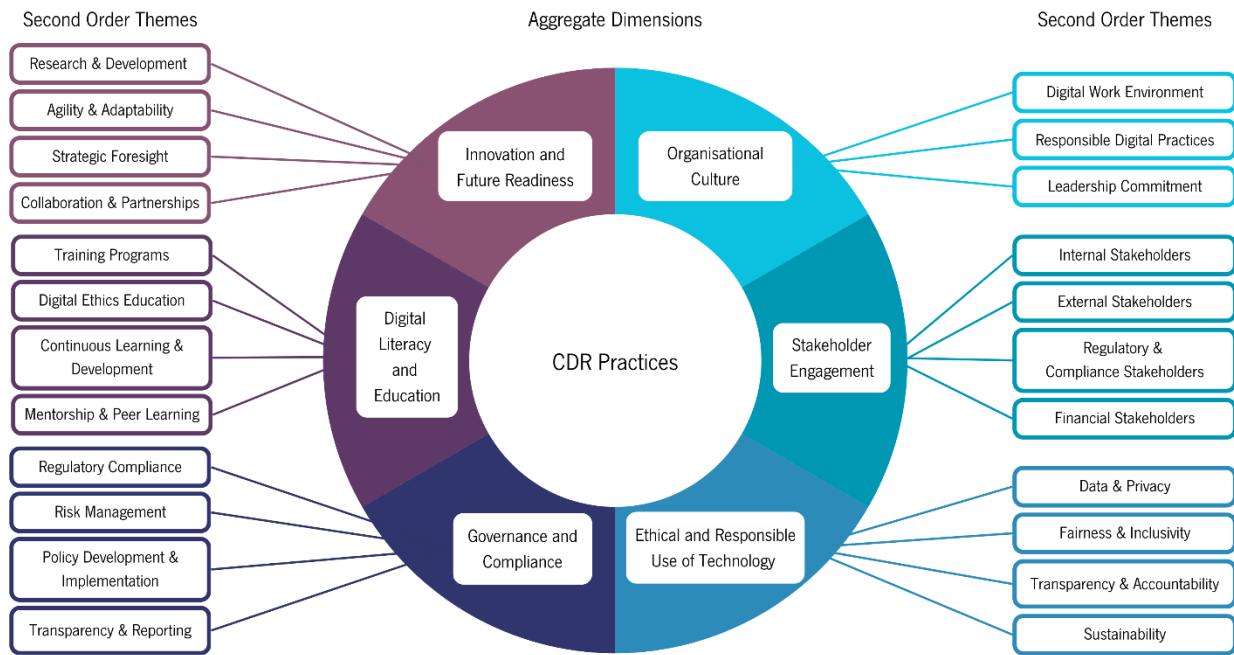 Second Order Themes
Research & Development
Agility & Adaptability
Strategic Foresight
Collaboration & Partnerships
Training Programs
Digital Ethics Education
Continuous Learning &
Development
Mentorship & Peer Learning
Regulatory Compliance
Risk Management
Policy Development &
Implementation
Transparency & Reporting
Aggregate Dimensions
Innovation and
Future Readiness
Organisational
Culture
Digital
Literacy
and
Education
CDR Practices
Stakeholder
Engagement
Governance and
Compliance
Ethical and Responsible
Use of Technology
Second Order Themes
Digital Work Environment
Responsible Digital Practices
Leadership Commitment
Internal Stakeholders
External Stakeholders
Regulatory &
Compliance Stakeholders
Financial Stakeholders
Data & Privacy
Fairness & Inclusivity
Transparency & Accountability
Sustainability